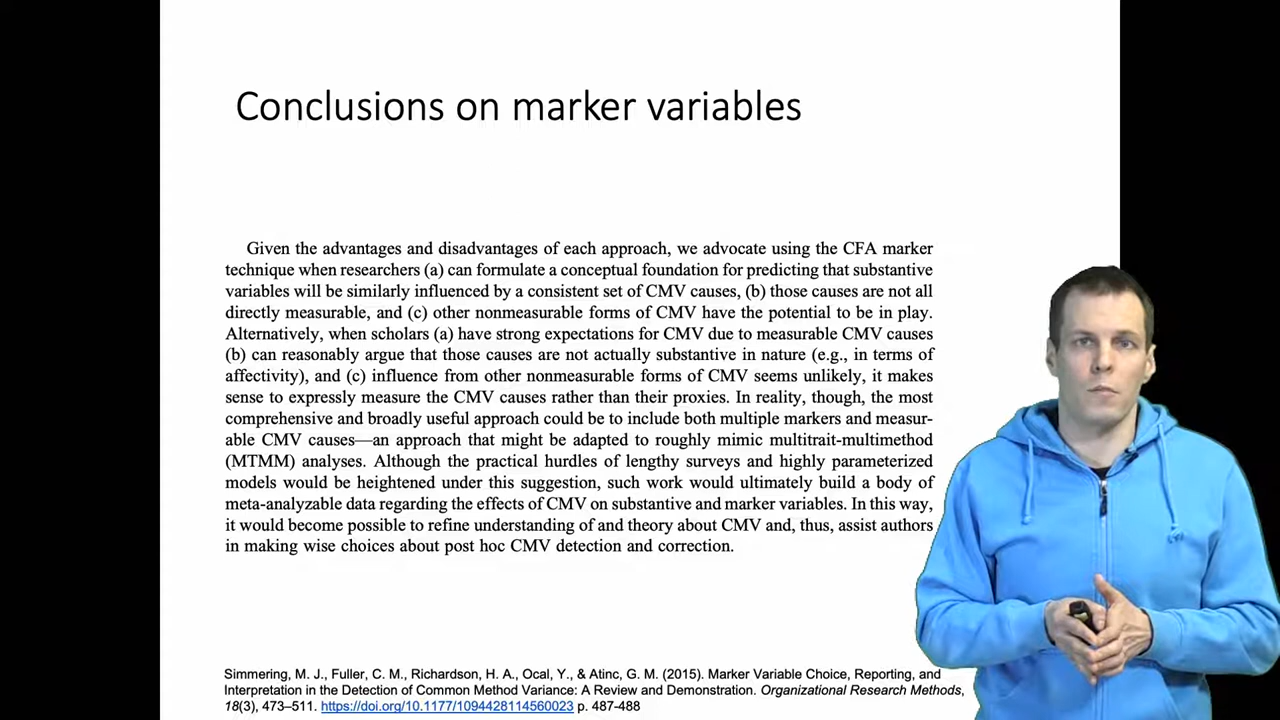 Conclusions on marker variables
Given the advantages and disadvantages of each approach, we advocate using the CFA marker
technique when researchers (a) can formulate a conceptual foundation for predicting that substantive
variables will be similarly influenced by a consistent set of CMV causes, (b) those causes are not all
directly measurable, and (c) other nonmeasurable forms of CMV have the potential to be in play.
Alternatively, when scholars (a) have strong expectations for CMV due to measurable CMV causes
(b) can reasonably argue that those causes are not actually substantive in nature (e.g., in terms of
affectivity), and (c) influence from other nonmeasurable forms of CMV seems unlikely, it makes
sense to expressly measure the CMV causes rather than their proxies. In reality, though, the most
comprehensive and broadly useful approach could be to include both multiple markers and measur-
able CMV causes—an approach that might be adapted to roughly mimic multitrait-multimethod
(MTMM) analyses. Although the practical hurdles of lengthy surveys and highly parameterized
models would be heightened under this suggestion, such work would ultimately build a body of
meta-analyzable data regarding the effects of CMV on substantive and marker variables. In this way,
it would become possible to refine understanding of and theory about CMV and, thus, assist authors
in making wise choices about post hoc CMV detection and correction.
Simmering, M. J., Fuller, C. M., Richardson, H. A., Ocal, Y., & Atinc, G. M. (2015). Marker Variable Choice, Reporting, and
Interpretation in the Detection of Common Method Variance: A Review and Demonstration. Organizational Research Methods,
18(3), 473–511. https://doi.org/10.1177/1094428114560023 p. 487-488